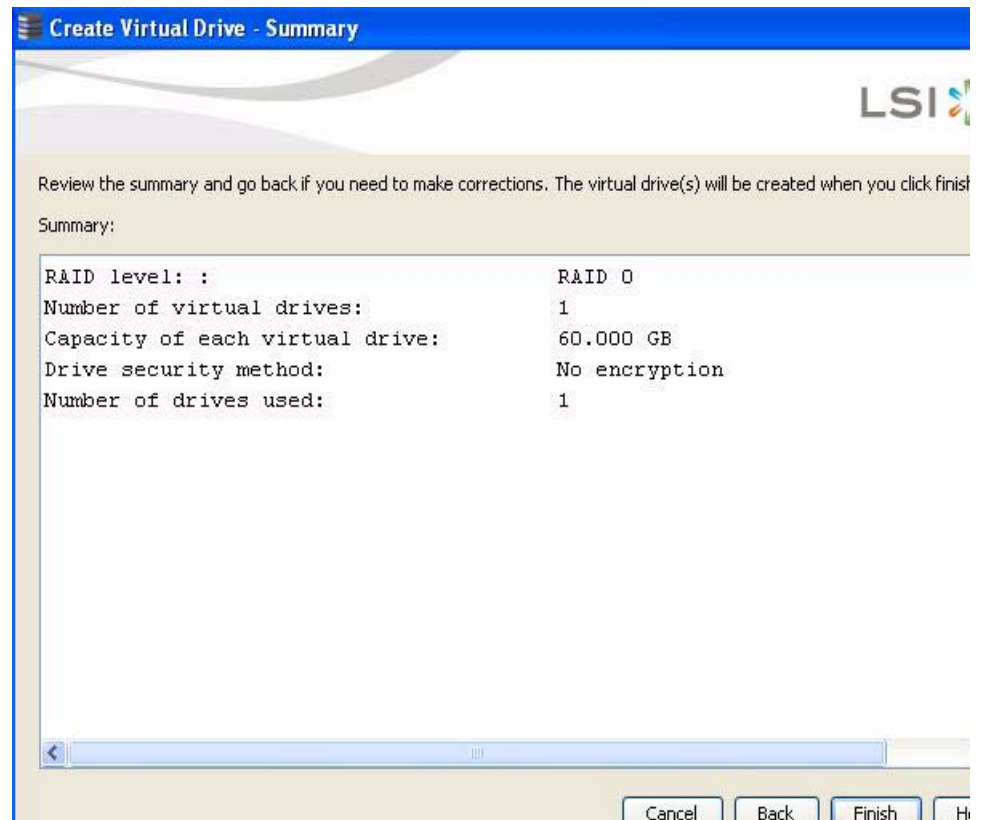 Create Virtual Drive - Summary
LSI
Review the summary and go back if you need to make corrections. The virtual drive(s) will be created when you click finish
Summary:
RAID level: : RAID 0
Number of virtual drives: 1
Capacity of each virtual drive: 60.000 GB
Drive security method: No encryption
Number of drives used: 1
Cancel Back Finish